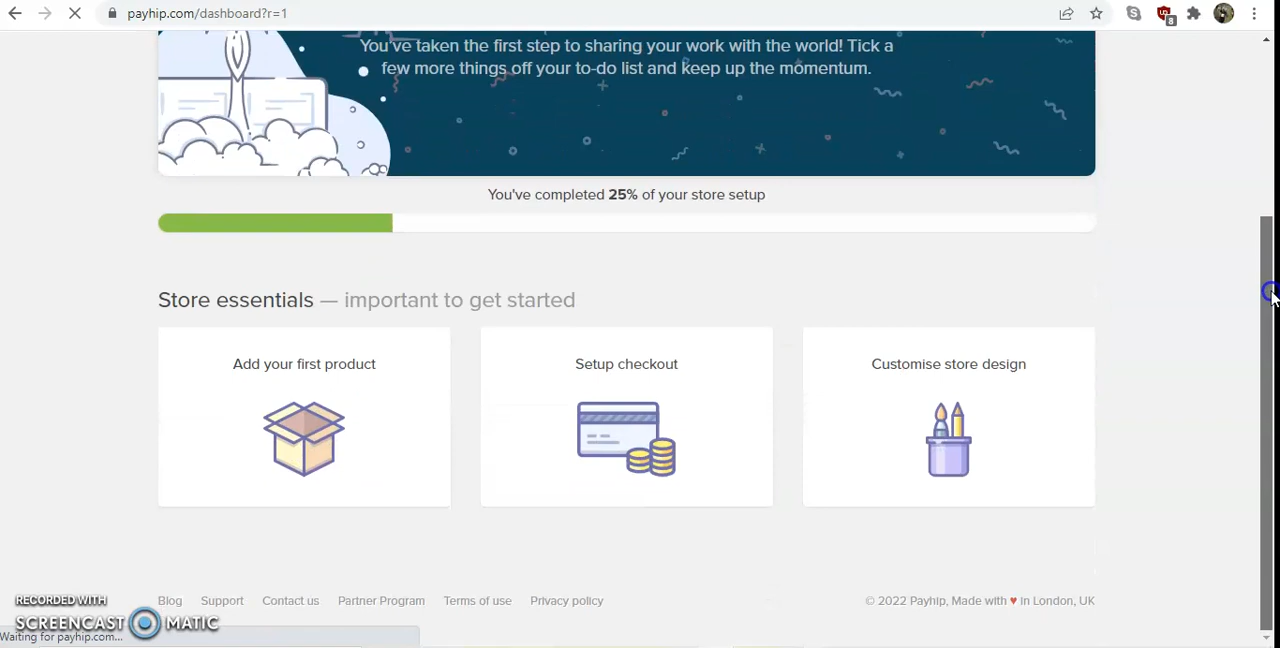 payhip.com/dashboard?r=1
8
You've taken the first step to sharing your work with the world! Tick a
few more things off your to-do list and keep up the momentum.
You've completed 25% of your store setup
Store essentials — important to get started
Add your first product
Setup checkout
Customise store design
RECORDED WITH
SCREENCAST MATIC
Blog
Support
Contact us
Partner Program
Terms of use
Privacy policy
© 2022 Payhip, Made with ♥ in London, UK
Waiting for payhip.com...